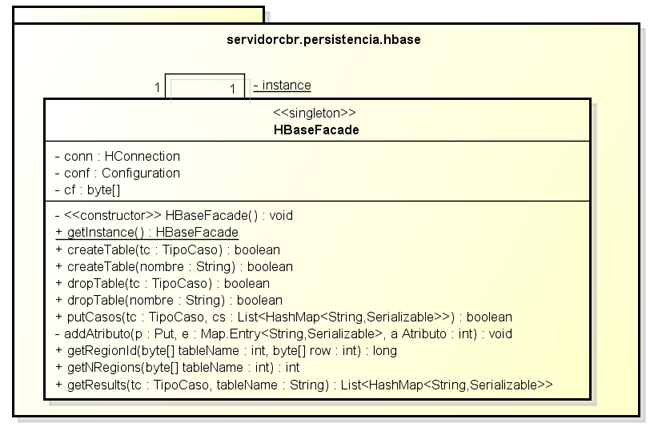 servidorcbr.persistencia.hbase
1 1 - instance
<<singleton>>
HBaseFacade
- conn : HConnection
- conf : Configuration
- cf : byte[]
- <<constructor>> HBaseFacade() : void
+ getInstance() : HBaseFacade
+ createTable(tc : TipoCaso) : boolean
+ createTable(nombre : String) : boolean
+ dropTable(tc : TipoCaso) : boolean
+ dropTable(nombre : String) : boolean
+ putCasos(tc : TipoCaso, cs : List<HashMap<String,Serializable>>) : boolean
- addAtributo(p : Put, e : Map.Entry<String,Serializable>, a Atributo : int) : void
+ getRegionId(byte[] tableName : int, byte[] row : int) : long
+ getNRegions(byte[] tableName : int) : int
+ getResults(tc : TipoCaso, tableName : String) : List<HashMap<String,Serializable>>